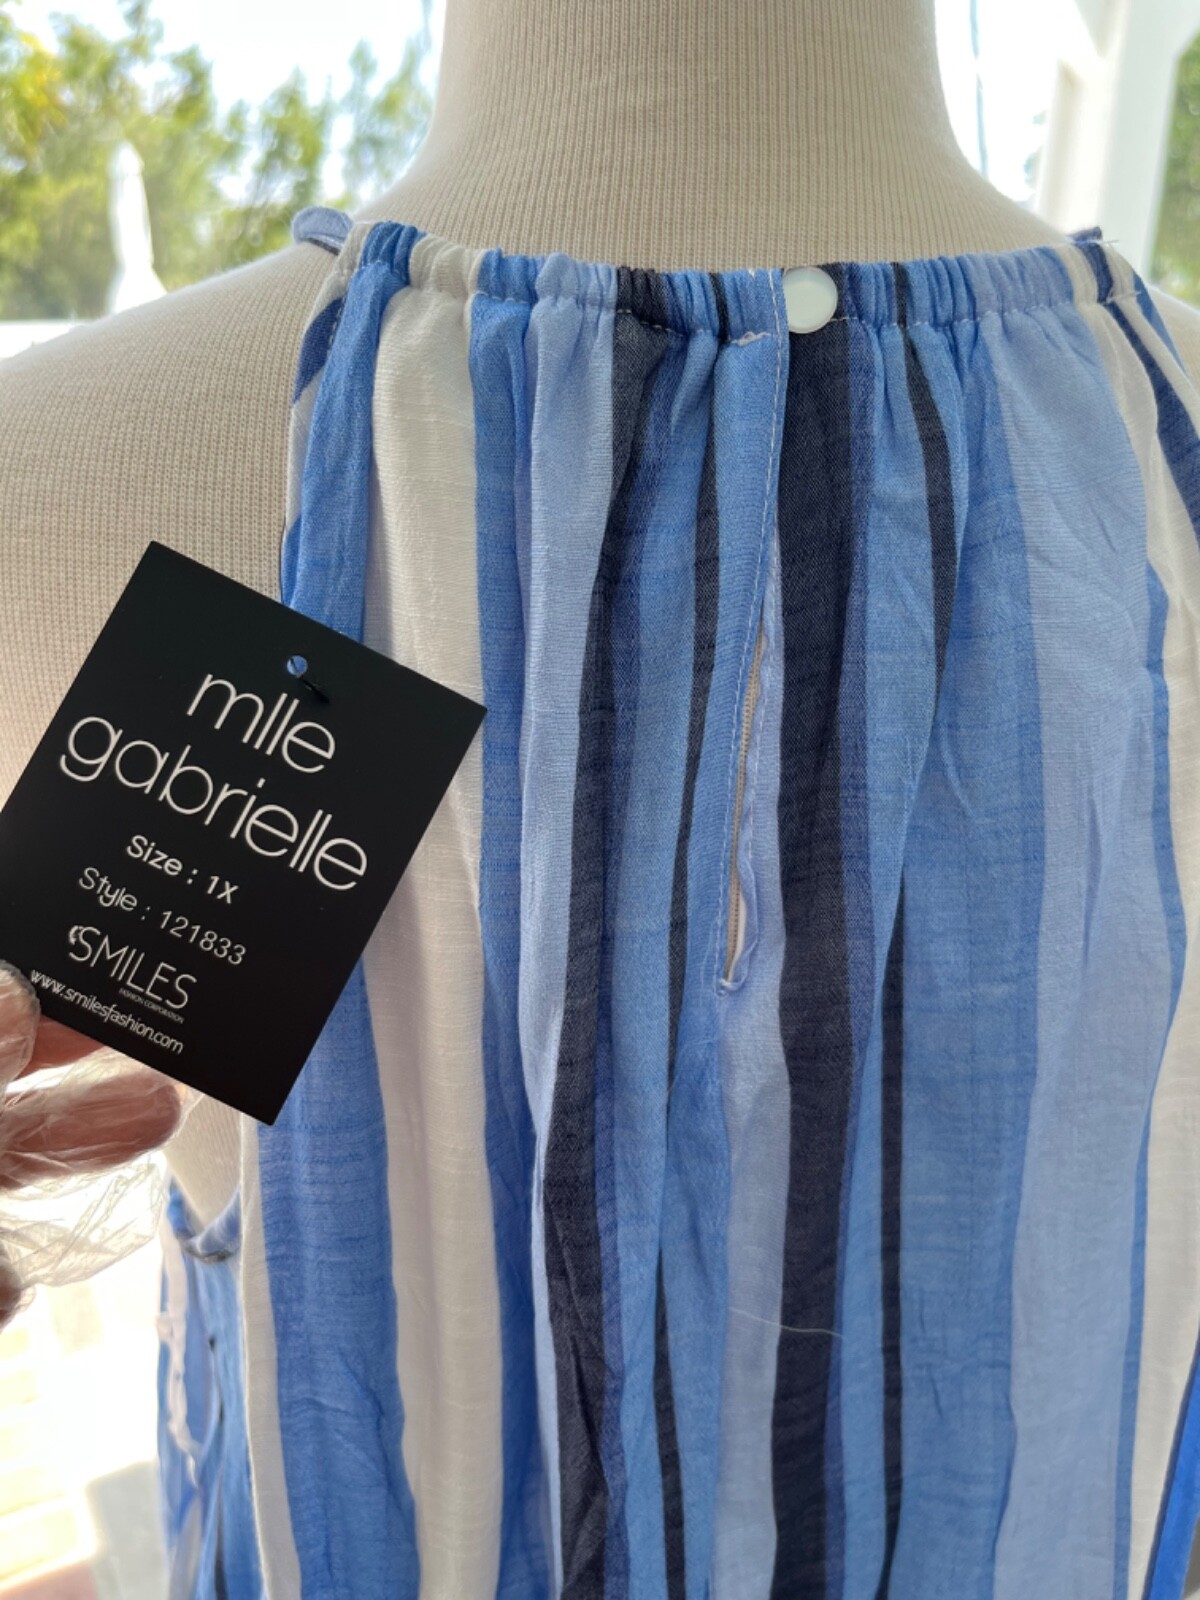 mlle
gabrielle
Size : 1X
Style : 121833
SMILES
FASHION CORPORATION
www.smilesfashion.com